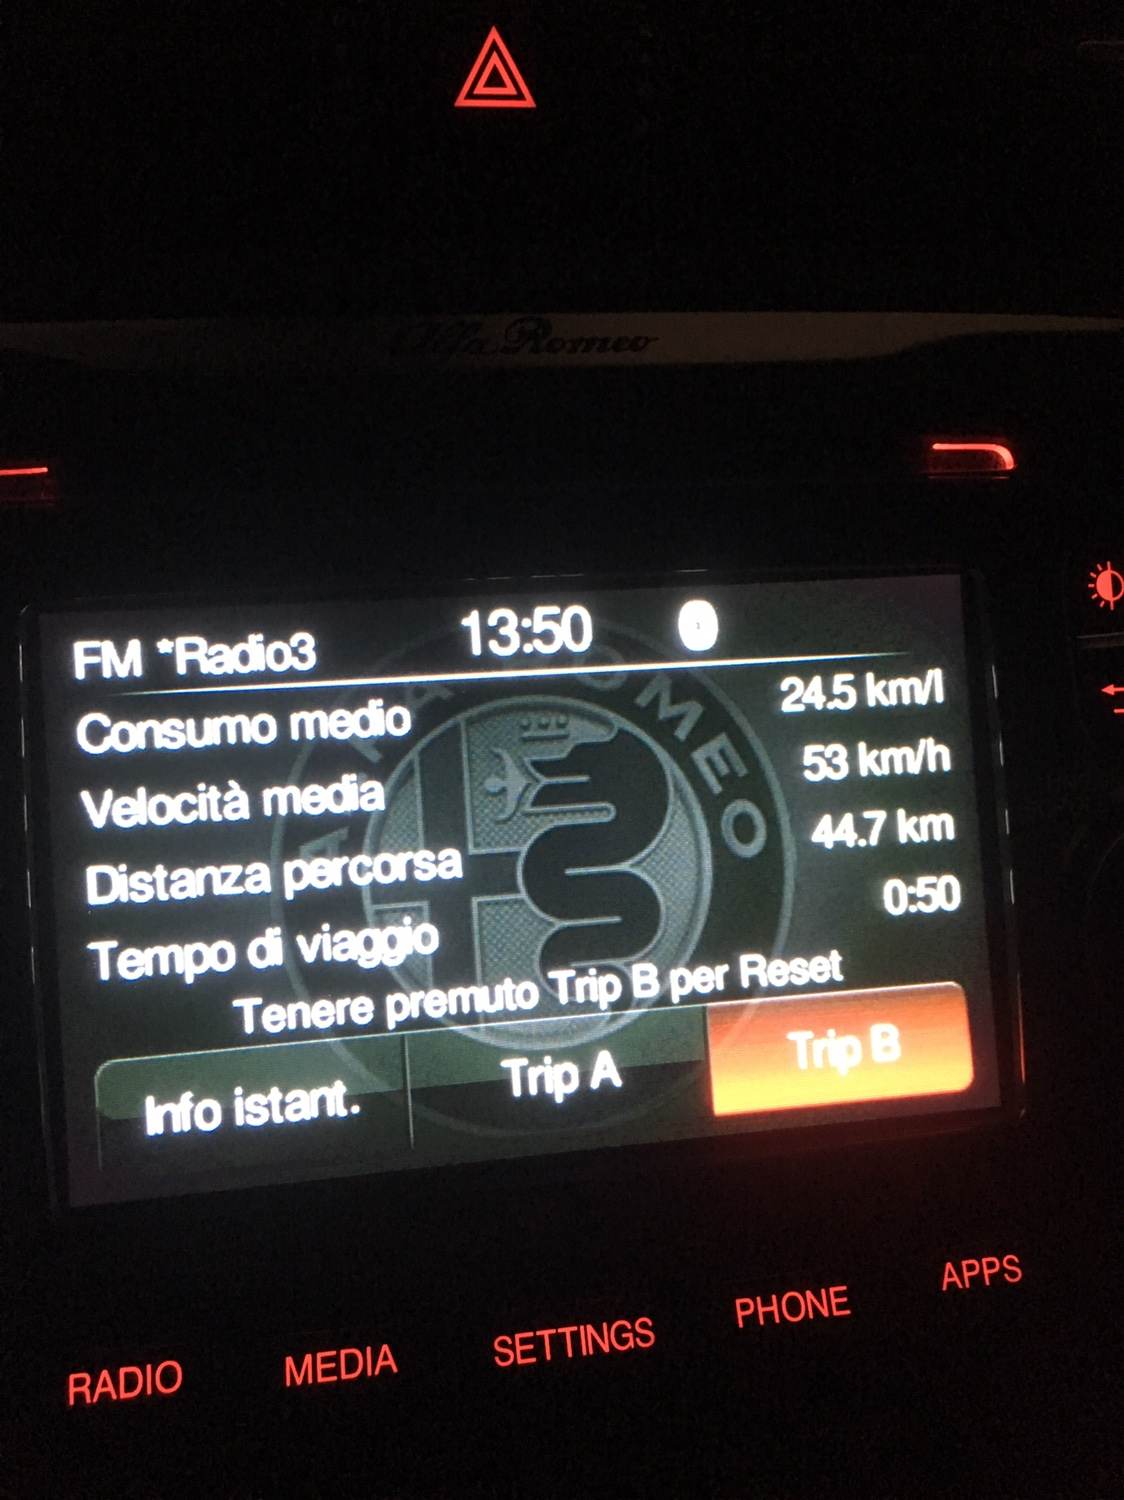 Alfa Romeo
FM *Radio3 13:50
Consumo medio 24.5 km/l
Velocità media 53 km/h
Distanza percorsa 44.7 km
Tempo di viaggio 0:50
Tenere premuto Trip B per Reset
Info istant. Trip A Trip B
RADIO MEDIA SETTINGS PHONE APPS